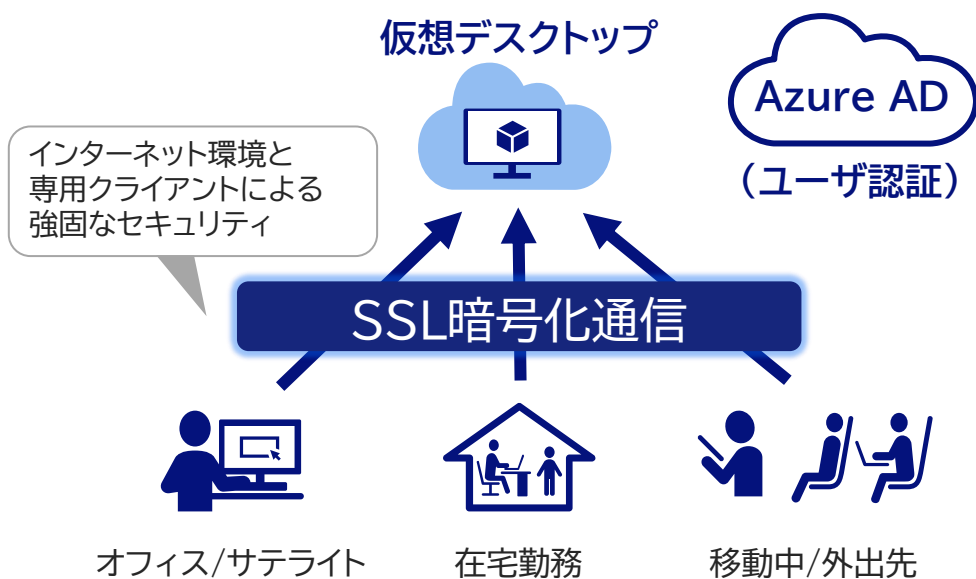 仮想デスクトップ
Azure AD
(ユーザ認証)
インターネット環境と
専用クライアントによる
強固なセキュリティ
SSL暗号化通信
オフィス/サテライト
在宅勤務
移動中/外出先